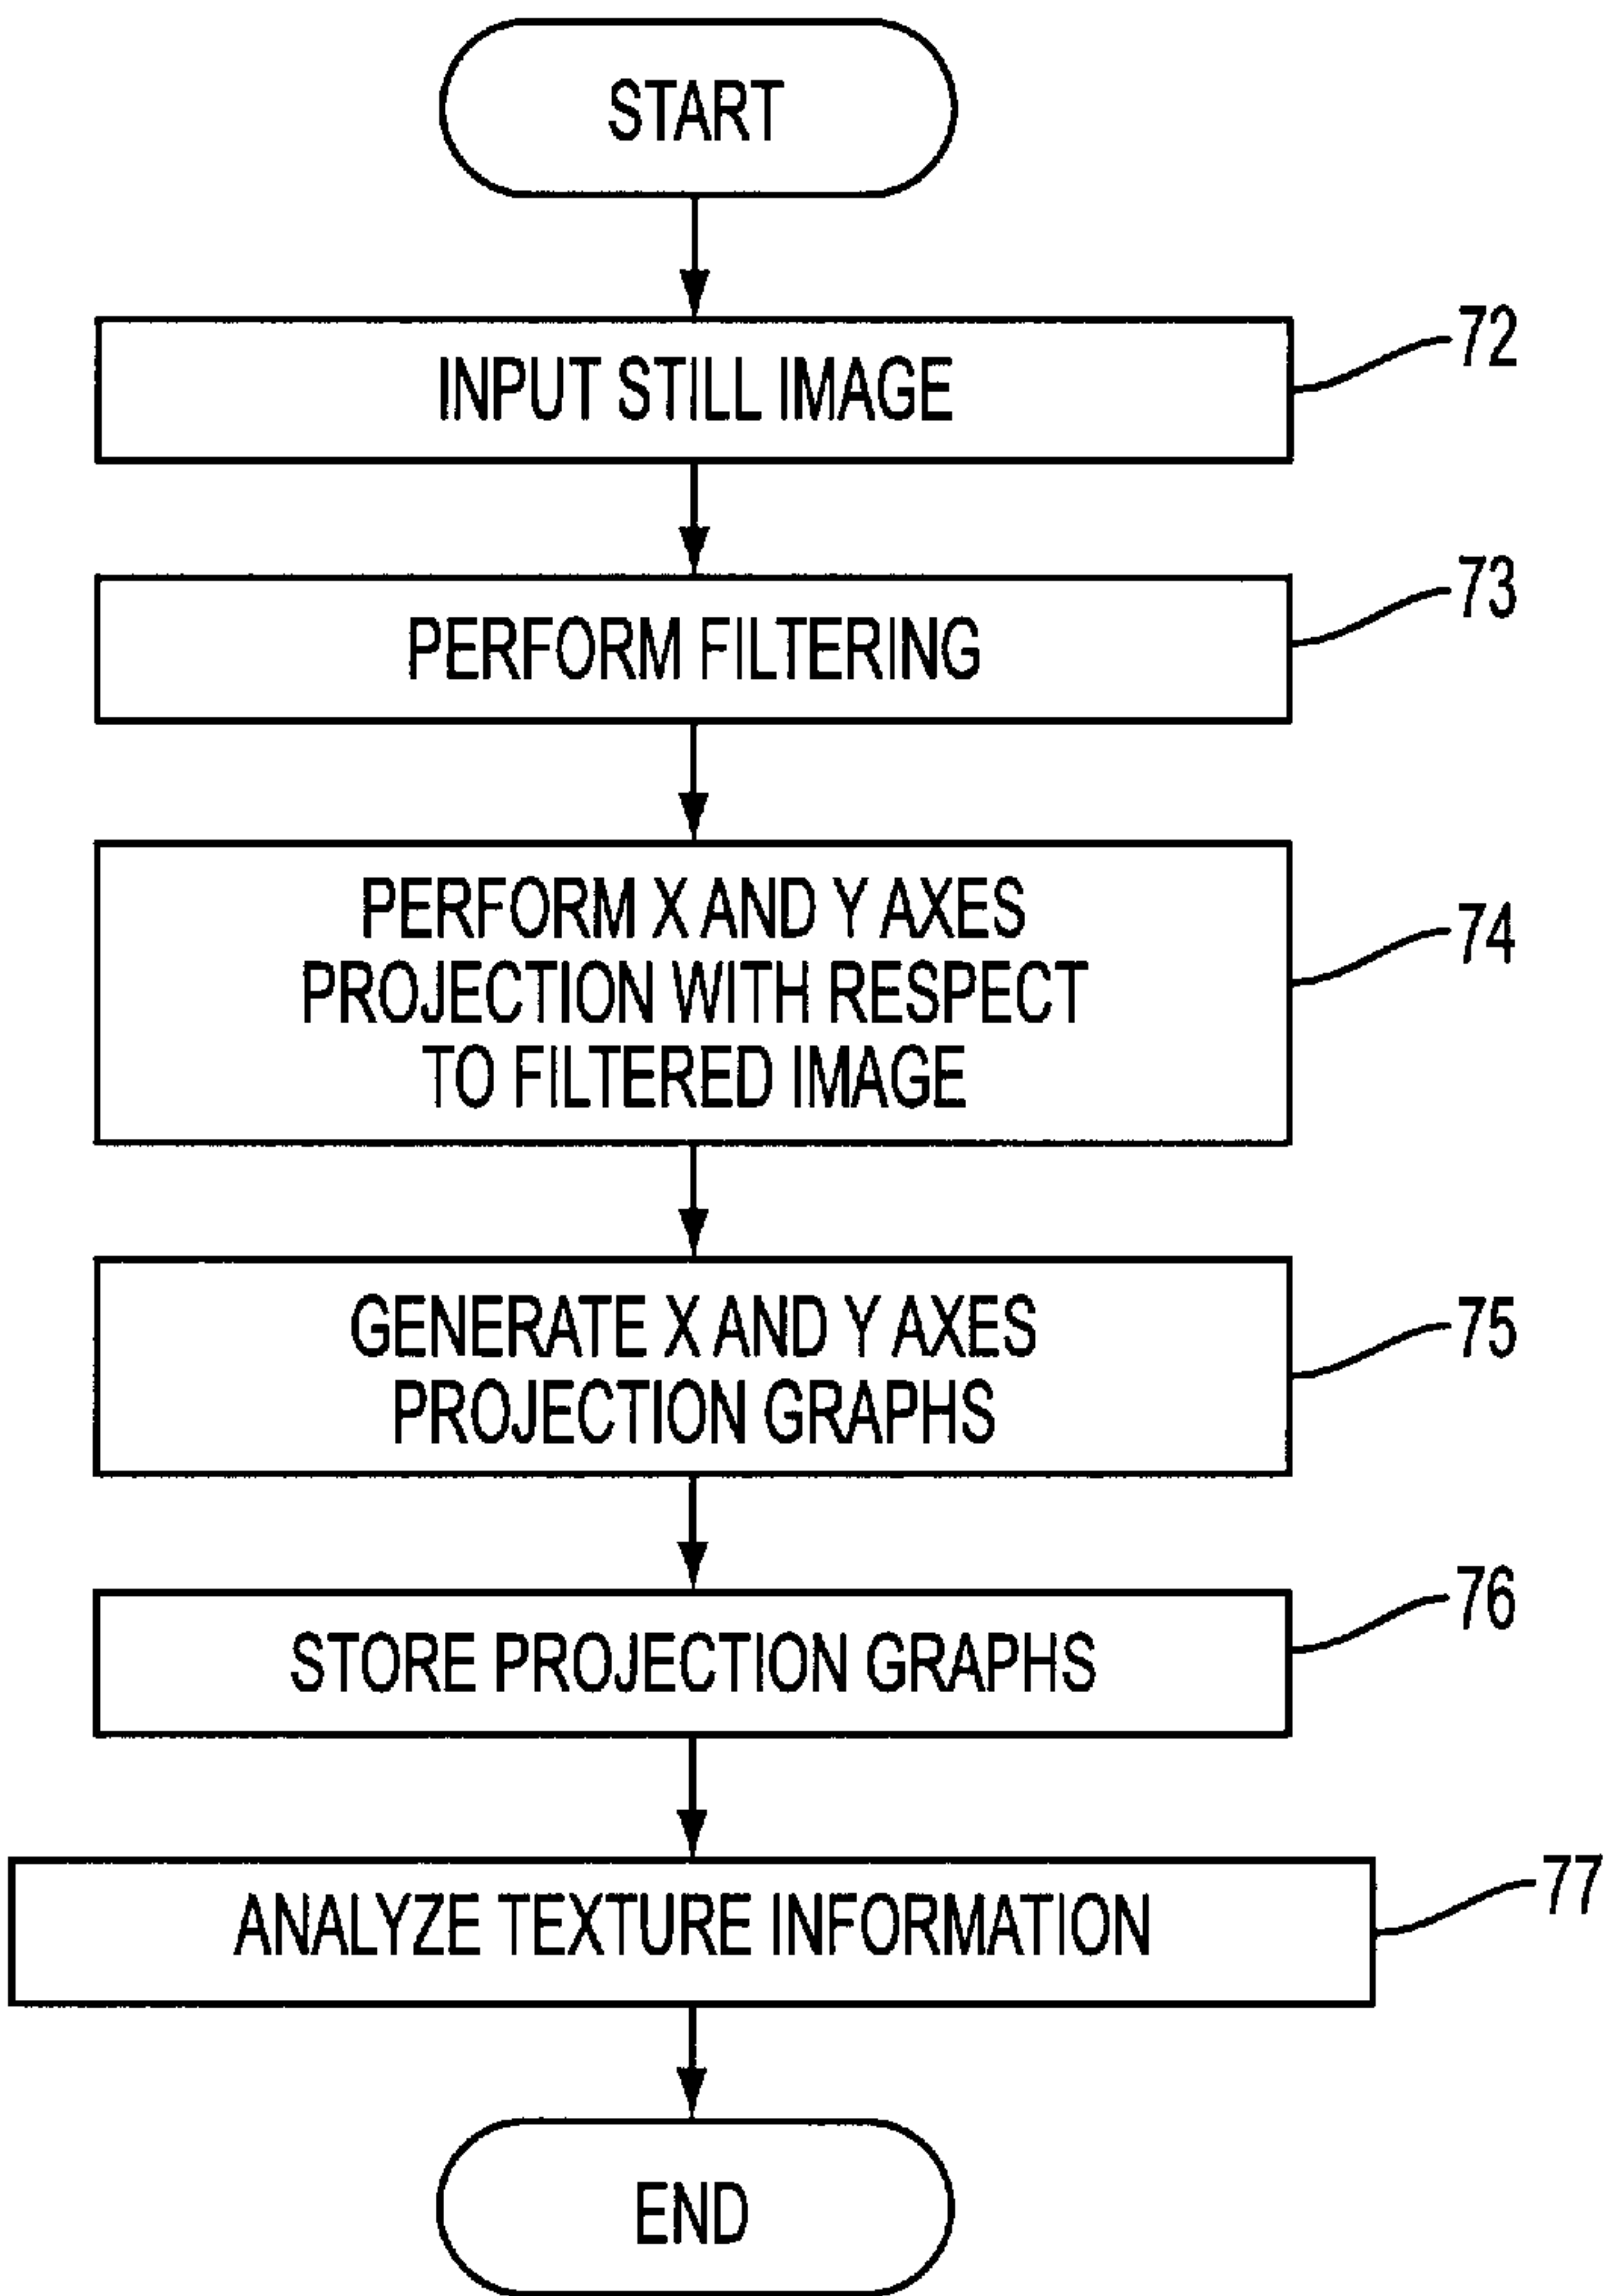 START
INPUT STILL IMAGE
72
PERFORM FILTERING
73
PERFORM X AND Y AXES
PROJECTION WITH RESPECT
TO FILTERED IMAGE
74
GENERATE X AND Y AXES
PROJECTION GRAPHS
75
STORE PROJECTION GRAPHS
76
ANALYZE TEXTURE INFORMATION
77
END